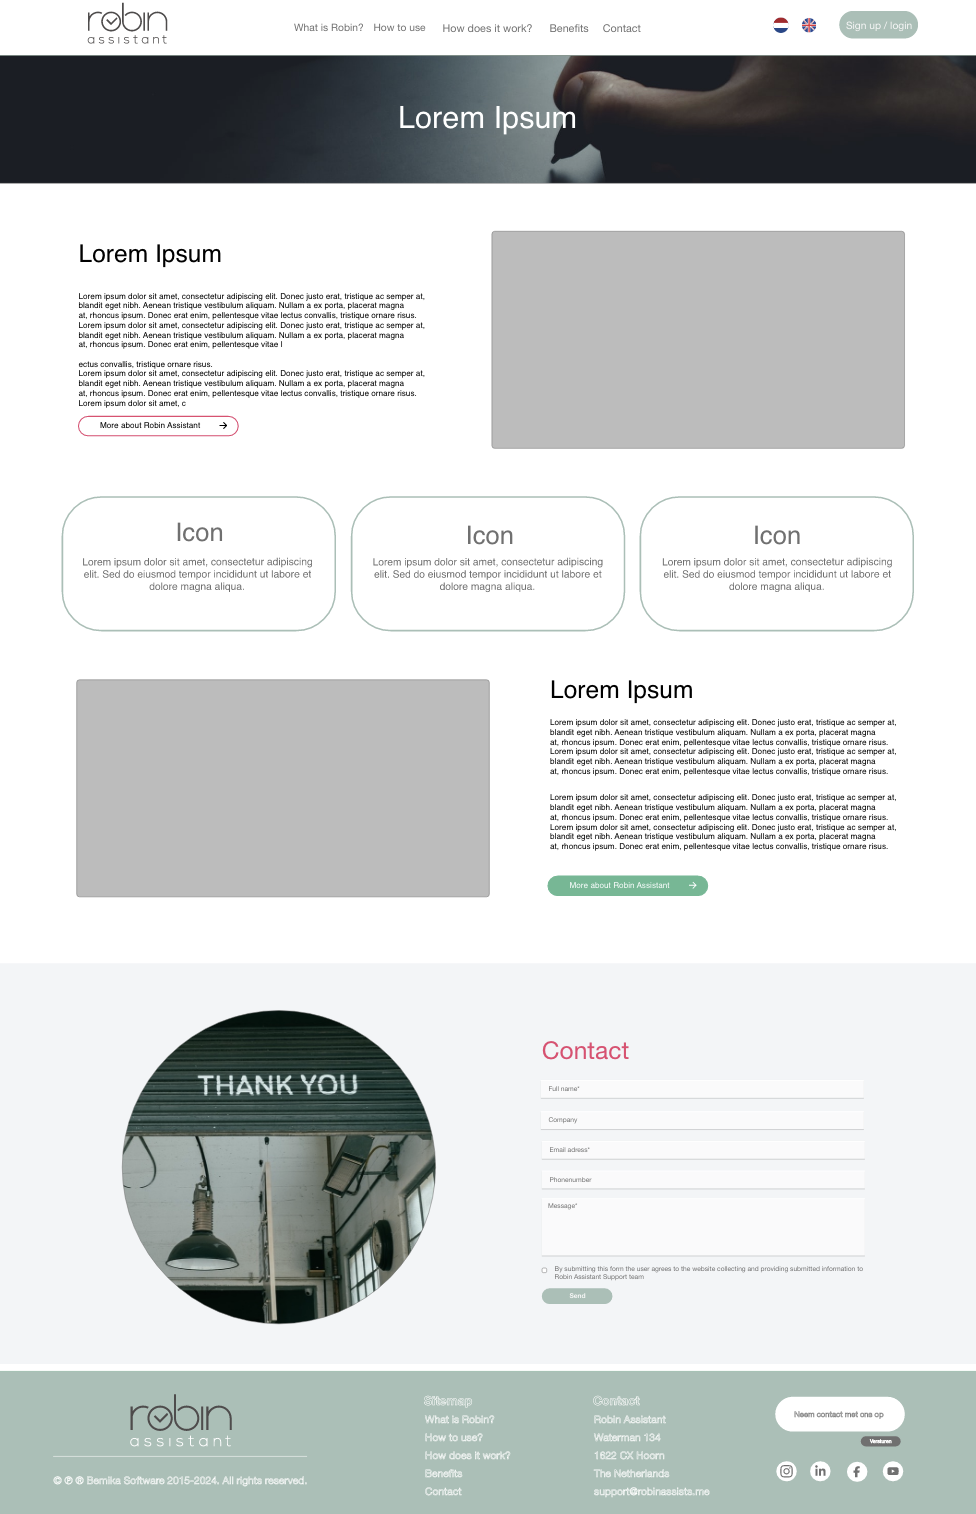 robin
assistant
What is Robin? How to use How does it work? Benefits Contact
Sign up / login
Lorem Ipsum
Lorem Ipsum
Lorem ipsum dolor sit amet, consectetur adipiscing elit. Donec justo erat, tristique ac semper at,
blandit eget nibh. Aenean tristique vestibulum aliquam. Nullam a ex porta, placerat magna
at, rhoncus ipsum. Donec erat enim, pellentesque vitae lectus convallis, tristique ornare risus.
Lorem ipsum dolor sit amet, consectetur adipiscing elit. Donec justo erat, tristique ac semper at,
blandit eget nibh. Aenean tristique vestibulum aliquam. Nullam a ex porta, placerat magna
at, rhoncus ipsum. Donec erat enim, pellentesque vitae l
ectus convallis, tristique ornare risus.
Lorem ipsum dolor sit amet, consectetur adipiscing elit. Donec justo erat, tristique ac semper at,
blandit eget nibh. Aenean tristique vestibulum aliquam. Nullam a ex porta, placerat magna
at, rhoncus ipsum. Donec erat enim, pellentesque vitae lectus convallis, tristique ornare risus.
Lorem ipsum dolor sit amet, c
More about Robin Assistant →
Icon
Lorem ipsum dolor sit amet, consectetur adipiscing
elit. Sed do eiusmod tempor incididunt ut labore et
dolore magna aliqua.
Icon
Lorem ipsum dolor sit amet, consectetur adipiscing
elit. Sed do eiusmod tempor incididunt ut labore et
dolore magna aliqua.
Icon
Lorem ipsum dolor sit amet, consectetur adipiscing
elit. Sed do eiusmod tempor incididunt ut labore et
dolore magna aliqua.
Lorem Ipsum
Lorem ipsum dolor sit amet, consectetur adipiscing elit. Donec justo erat, tristique ac semper at,
blandit eget nibh. Aenean tristique vestibulum aliquam. Nullam a ex porta, placerat magna
at, rhoncus ipsum. Donec erat enim, pellentesque vitae lectus convallis, tristique ornare risus.
Lorem ipsum dolor sit amet, consectetur adipiscing elit. Donec justo erat, tristique ac semper at,
blandit eget nibh. Aenean tristique vestibulum aliquam. Nullam a ex porta, placerat magna
at, rhoncus ipsum. Donec erat enim, pellentesque vitae lectus convallis, tristique ornare risus.
Lorem ipsum dolor sit amet, consectetur adipiscing elit. Donec justo erat, tristique ac semper at,
blandit eget nibh. Aenean tristique vestibulum aliquam. Nullam a ex porta, placerat magna
at, rhoncus ipsum. Donec erat enim, pellentesque vitae lectus convallis, tristique ornare risus.
Lorem ipsum dolor sit amet, consectetur adipiscing elit. Donec justo erat, tristique ac semper at,
blandit eget nibh. Aenean tristique vestibulum aliquam. Nullam a ex porta, placerat magna
at, rhoncus ipsum. Donec erat enim, pellentesque vitae lectus convallis, tristique ornare risus.
More about Robin Assistant →
THANK YOU
Contact
Full name*
Company
Email adress*
Phonenumber
Message*
By submitting this form the user agrees to the website collecting and providing submitted information to
Robin Assistant Support team
Send
robin
assistant
© ℗ ® Bemika Software 2015-2024. All rights reserved.
Sitemap
What is Robin?
How to use?
How does it work?
Benefits
Contact
Contact
Robin Assistant
Waterman 134
1622 CX Hoorn
The Netherlands
support@robinassists.me
Neem contact met ons op
Versturen